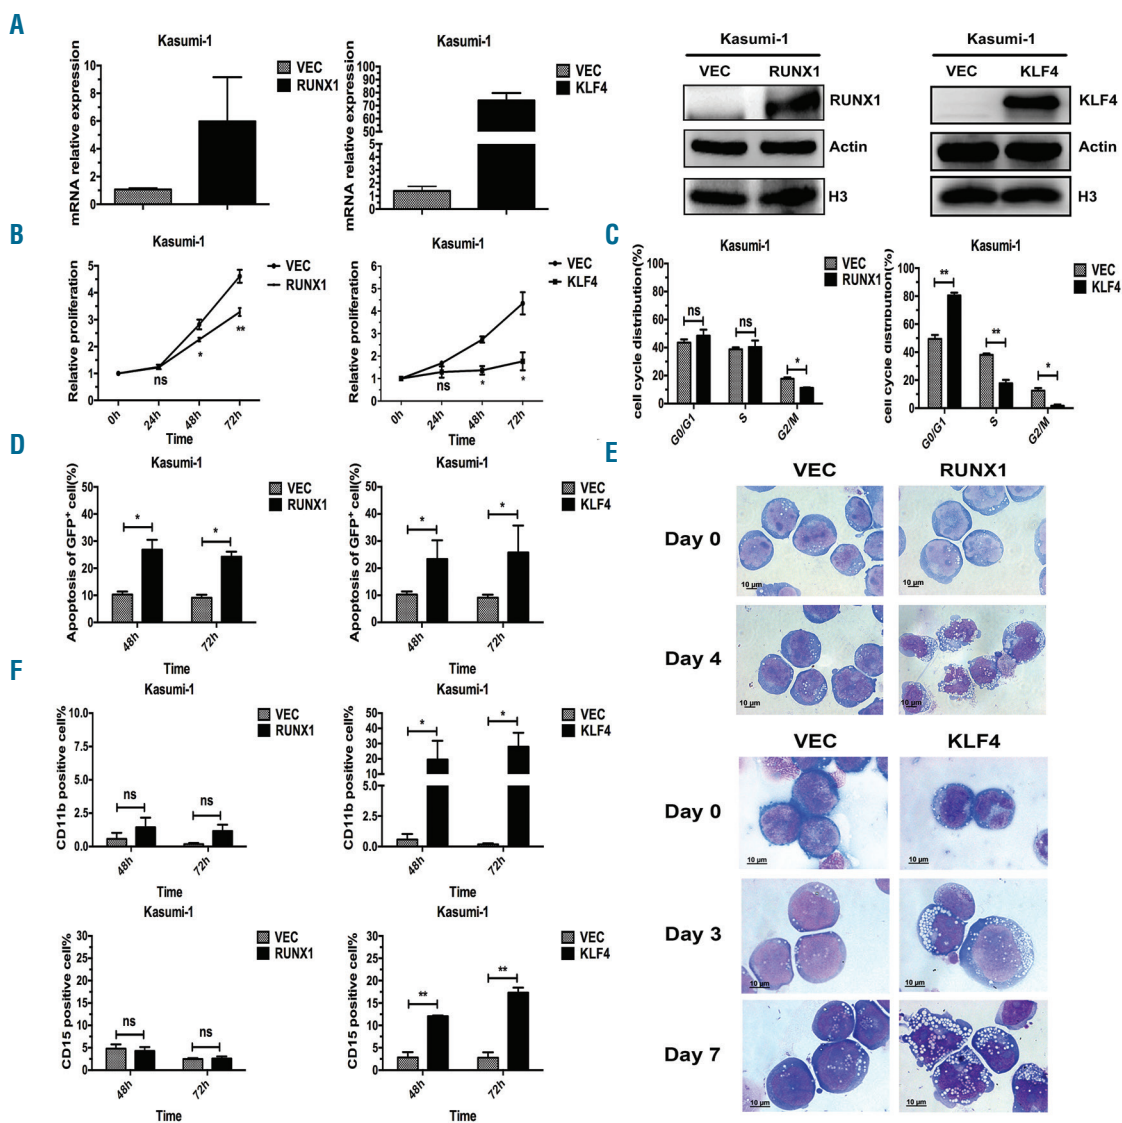 A
Kasumi-1
VEC
RUNX1
mRNA relative expression
10
8
6
4
2
0
Kasumi-1
VEC
KLF4
mRNA relative expression
100
90
80
70
60
50
5
4
3
2
1
0
Kasumi-1
VEC RUNX1
RUNX1
Actin
H3
Kasumi-1
VEC KLF4
KLF4
Actin
H3
B
Kasumi-1
VEC
RUNX1
Relative proliferation
5
4
3
2
1
0
ns
*
**
0h 24h 48h 72h
Time
Kasumi-1
VEC
KLF4
Relative proliferation
6
5
4
3
2
1
0
ns
*
*
0h 24h 48h 72h
Time
C
Kasumi-1
VEC
RUNX1
cell cycle distribution(%)
100
80
60
40
20
0
ns
ns
*
G0/G1 S G2/M
Kasumi-1
VEC
KLF4
cell cycle distribution(%)
100
80
60
40
20
0
**
**
*
G0/G1 S G2/M
D
Kasumi-1
VEC
RUNX1
Apoptosis of GFP+ cell(%)
50
40
30
20
10
0
*
*
48h 72h
Time
Kasumi-1
VEC
KLF4
Apoptosis of GFP+ cell(%)
50
40
30
20
10
0
*
*
48h 72h
Time
E
VEC RUNX1
Day 0
10 µm
10 µm
Day 4
10 µm
VEC KLF4
Day 0
10 µm
10 µm
Day 3
10 µm
10 µm
Day 7
10 µm
10 µm
F
Kasumi-1
VEC
RUNX1
CD11b positive cell%
10.0
7.5
5.0
2.5
0.0
ns
ns
48h 72h
Time
Kasumi-1
VEC
KLF4
CD11b positive cell%
50
40
30
20
10
5.0
2.5
0.0
*
*
48h 72h
Time
Kasumi-1
VEC
RUNX1
CD15 positive cell%
30
25
20
15
10
5
0
ns
ns
48h 72h
Time
Kasumi-1
VEC
KLF4
CD15 positive cell%
30
25
20
15
10
5
0
**
**
48h 72h
Time